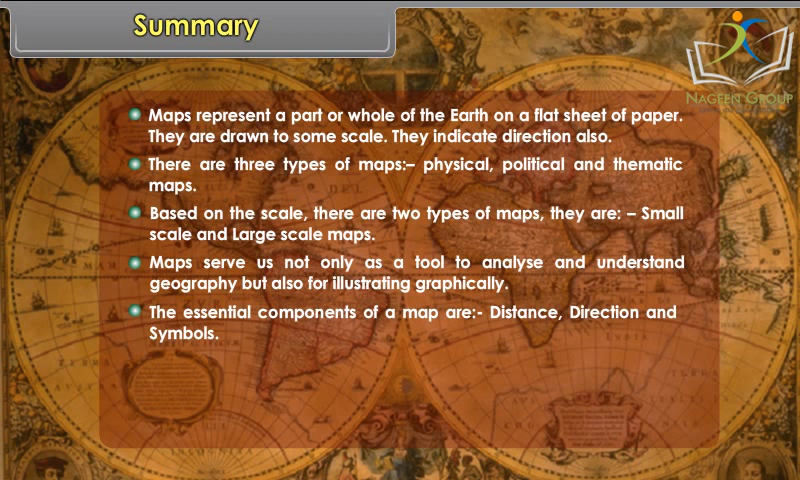 Summary
NAGEEN GROUP
Maps represent a part or whole of the Earth on a flat sheet of paper.
They are drawn to some scale. They indicate direction also.
There are three types of maps:– physical, political and thematic
maps.
Based on the scale, there are two types of maps, they are: – Small
scale and Large scale maps.
Maps serve us not only as a tool to analyse and understand
geography but also for illustrating graphically.
The essential components of a map are:- Distance, Direction and
Symbols.